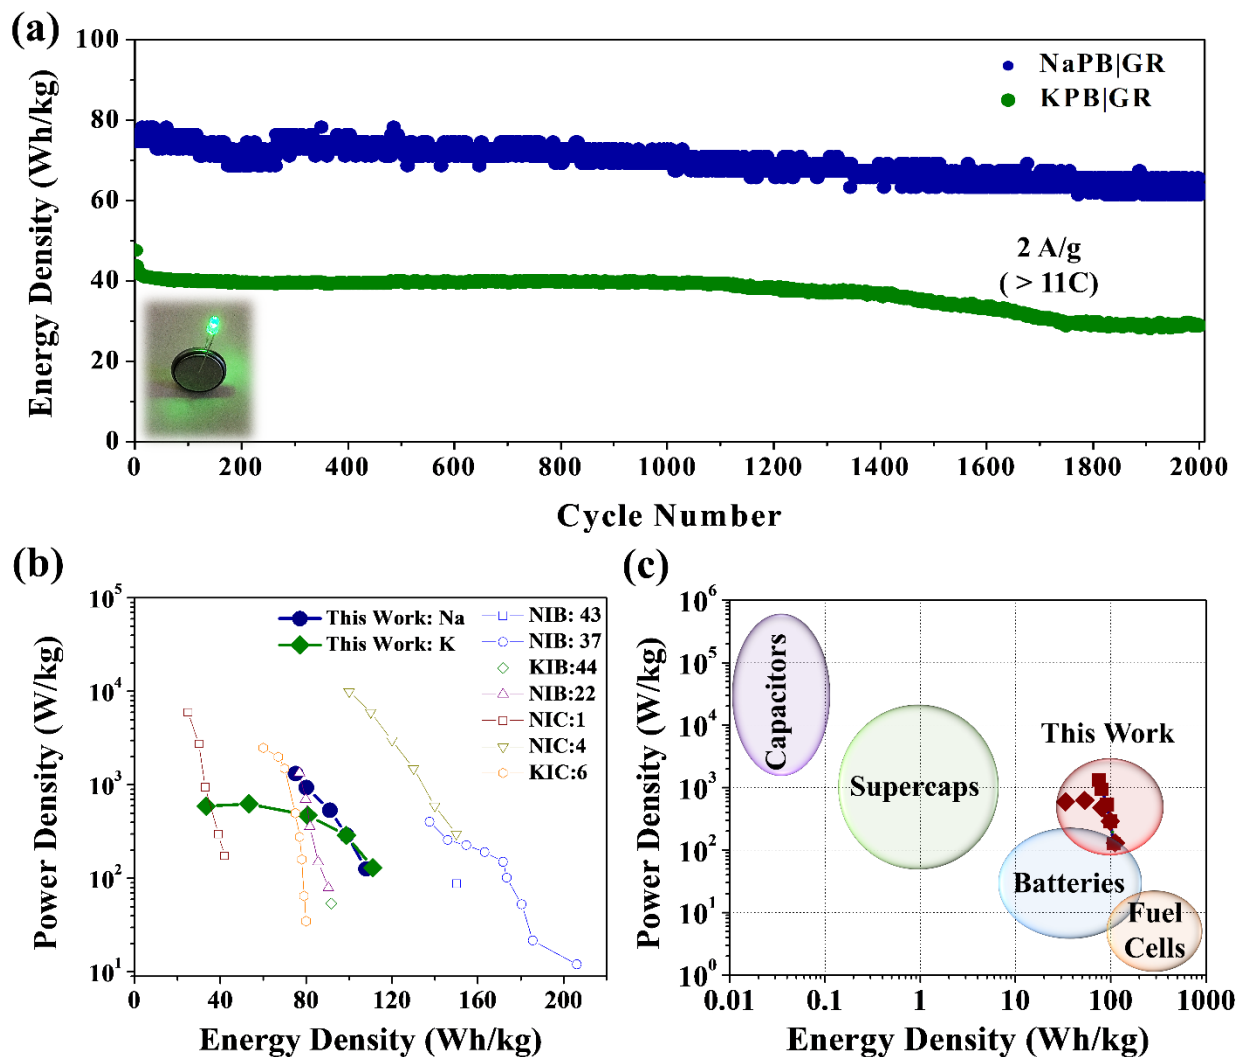 (a)
Energy Density (Wh/kg)
100
80
60
40
20
0
NaPB|GR
KPB|GR
2 A/g
( > 11C)
0 200 400 600 800 1000 1200 1400 1600 1800 2000
Cycle Number
(b)
Power Density (W/kg)
10^5
10^4
10^3
10^2
10^1
This Work: Na
This Work: K
NIB: 43
NIB: 37
KIB:44
NIB:22
NIC:1
NIC:4
KIC:6
0 40 80 120 160 200
Energy Density (Wh/kg)
(c)
Power Density (W/kg)
10^6
10^5
10^4
10^3
10^2
10^1
10^0
Capacitors
Supercaps
This Work
Batteries
Fuel
Cells
0.01 0.1 1 10 100 1000
Energy Density (Wh/kg)